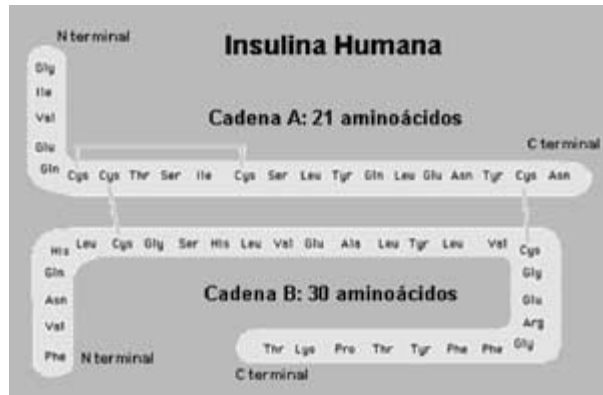 N terminal
Insulina Humana
Gly
Ile
Val
Cadena A: 21 aminoácidos
Glu
C terminal
Gln Cys Cys Thr Ser Ile Cys Ser Leu Tyr Gln Leu Glu Asn Tyr Cys Asn
His Leu Cys Gly Ser His Leu Val Glu Ala Leu Tyr Leu Val Cys
Gln
Gly
Asn
Cadena B: 30 aminoácidos
Glu
Val
Arg
Phe
N terminal
Thr Lys Pro Thr Tyr Phe Phe Gly
C terminal